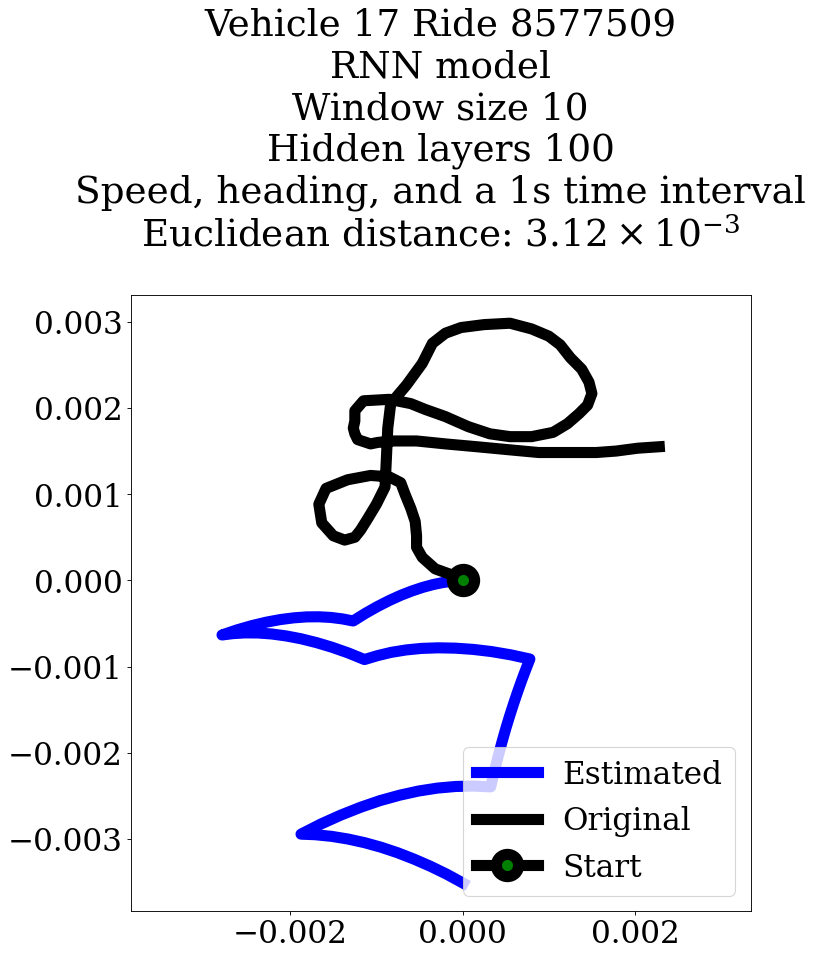 Vehicle 17 Ride 8577509
RNN model
Window size 10
Hidden layers 100
Speed, heading, and a 1s time interval
Euclidean distance: 3.12 × 10⁻³
0.003
0.002
0.001
0.000
−0.001
−0.002
−0.003
Estimated
Original
Start
−0.002 0.000 0.002